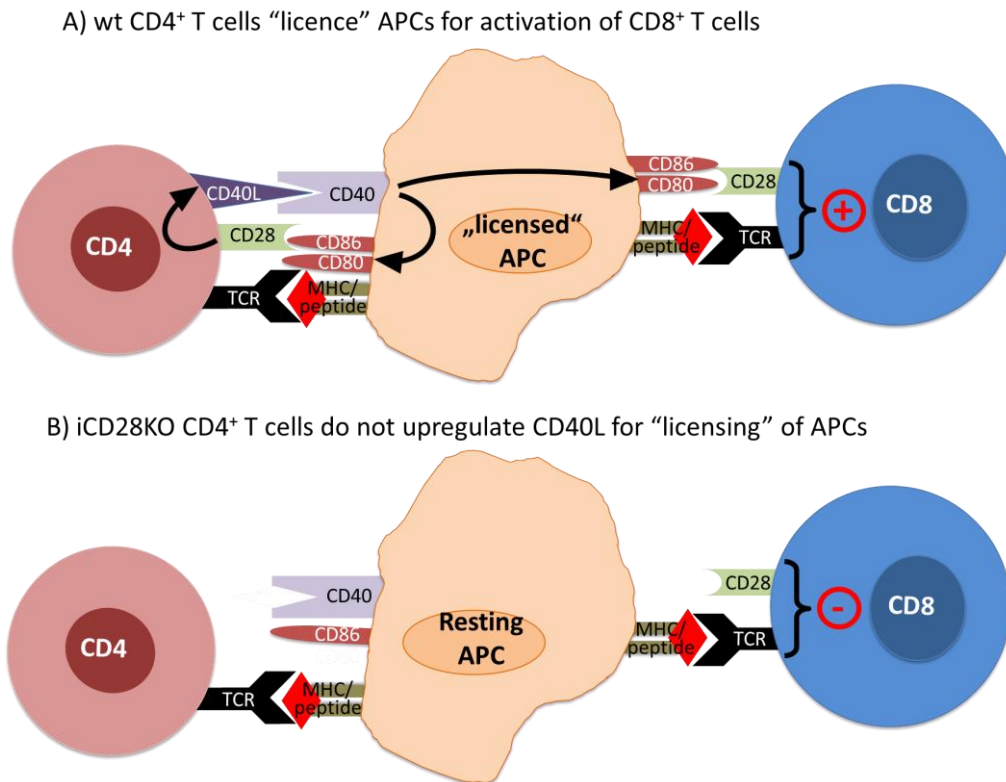 A) wt CD4⁺ T cells “licence” APCs for activation of CD8⁺ T cells
CD86
CD40L
CD40
CD80
CD28
CD28
CD86
„licensed“
APC
+
CD8
CD4
CD80
MHC/
peptide
TCR
TCR
MHC/
peptide
B) iCD28KO CD4⁺ T cells do not upregulate CD40L for “licensing” of APCs
CD40
CD28
CD86
Resting
APC
-
CD8
CD4
MHC/
peptide
TCR
TCR
MHC/
peptide